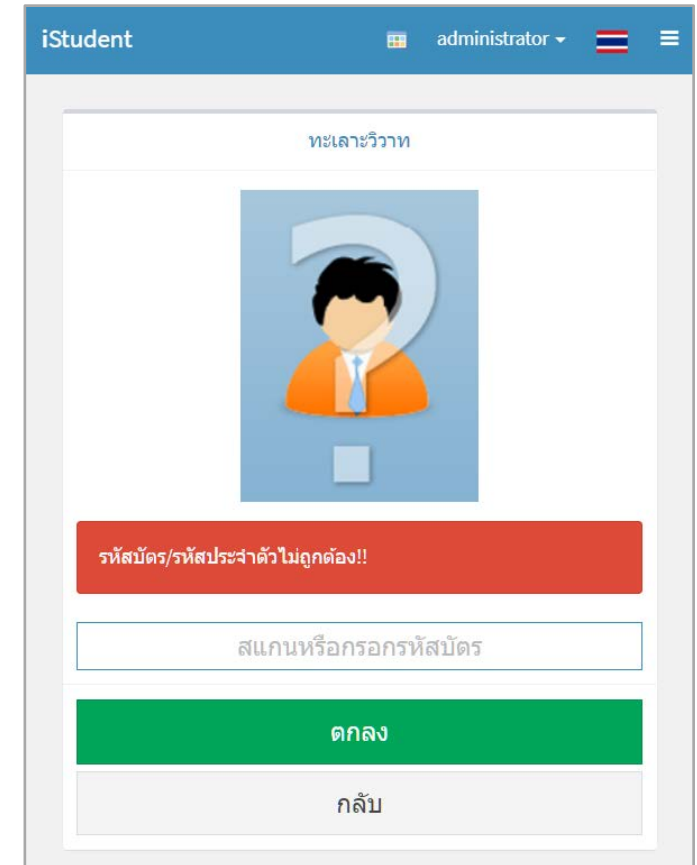 iStudent administrator
ทะเลาะวิวาท
รหัสบัตร/รหัสประจำตัวไม่ถูกต้อง!!
สแกนหรือกรอกรหัสบัตร
ตกลง
กลับ